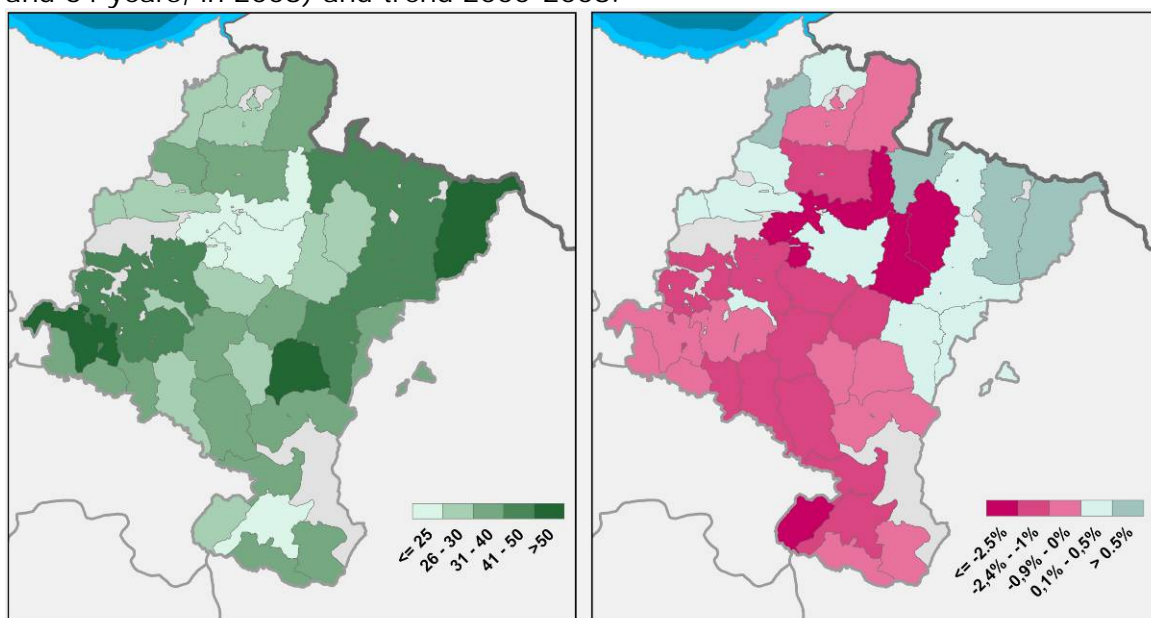 and 64 years, in 2008) and trend 2000-2008.
<= 25
26 - 30
31 - 40
41 - 50
>50
<= -2.5%
-2,4% - -1%
-0,9% - 0%
0,1% - 0,5%
> 0.5%